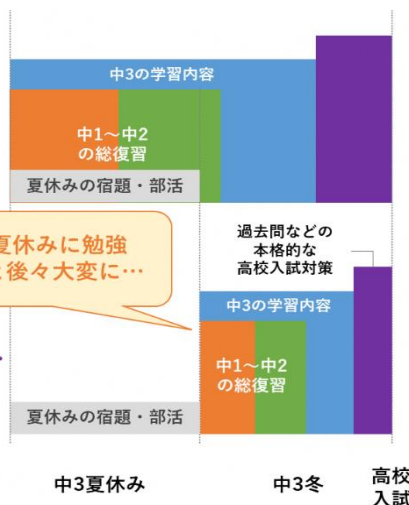 中3の学習内容
中1～中2
の総復習
夏休みの宿題・部活
夏休みに勉強
後々大変に…
過去問などの
本格的な
高校入試対策
中3の学習内容
中1～中2
の総復習
夏休みの宿題・部活
中3夏休み
中3冬
高校
入試